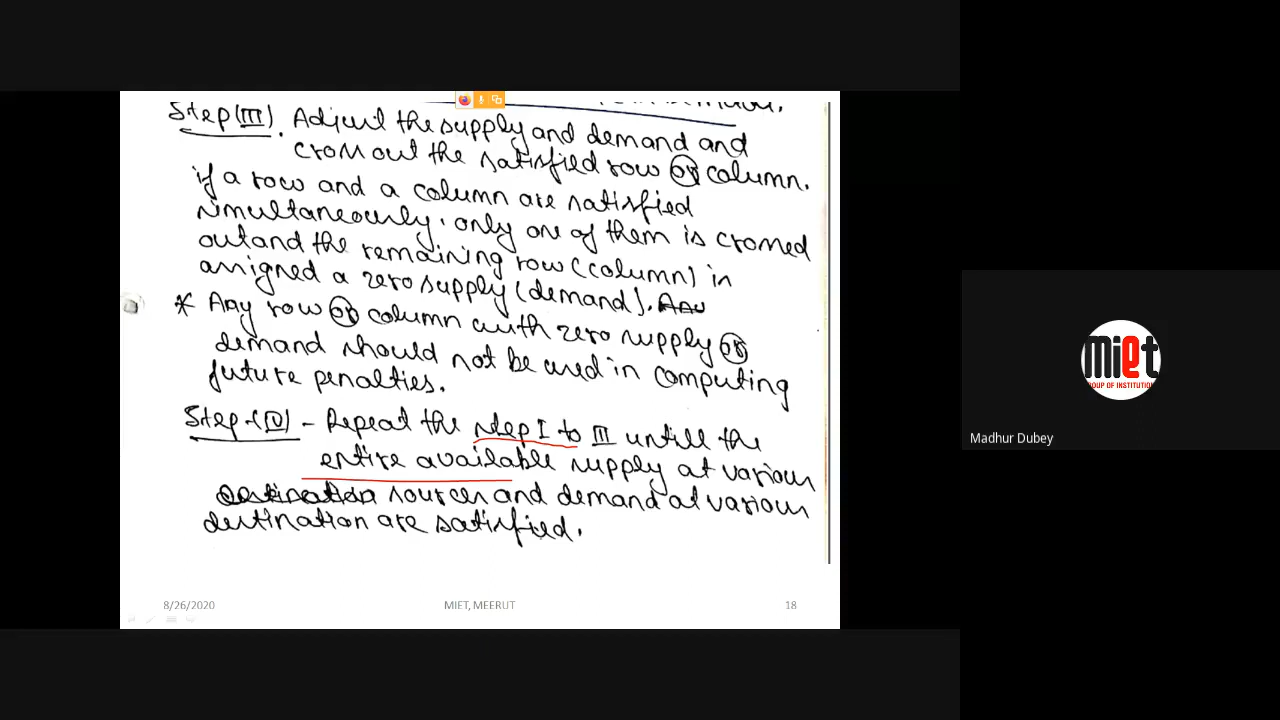 Step (III). Adjust the supply and demand and
cross out the satisfied row or column.
if a row and a column are satisfied
simultaneously. only one of them is crossed
out and the remaining row (column) is
assigned a zero supply (demand).
* Any row or column with zero supply or
demand should not be used in computing
future penalties.
Step-(IV) - Repeat the step I to III untill the
entire available supply at various
sources and demand at various
destination are satisfied.
8/26/2020 MIET, MEERUT 18
miet
GROUP OF INSTITUTION
Madhur Dubey